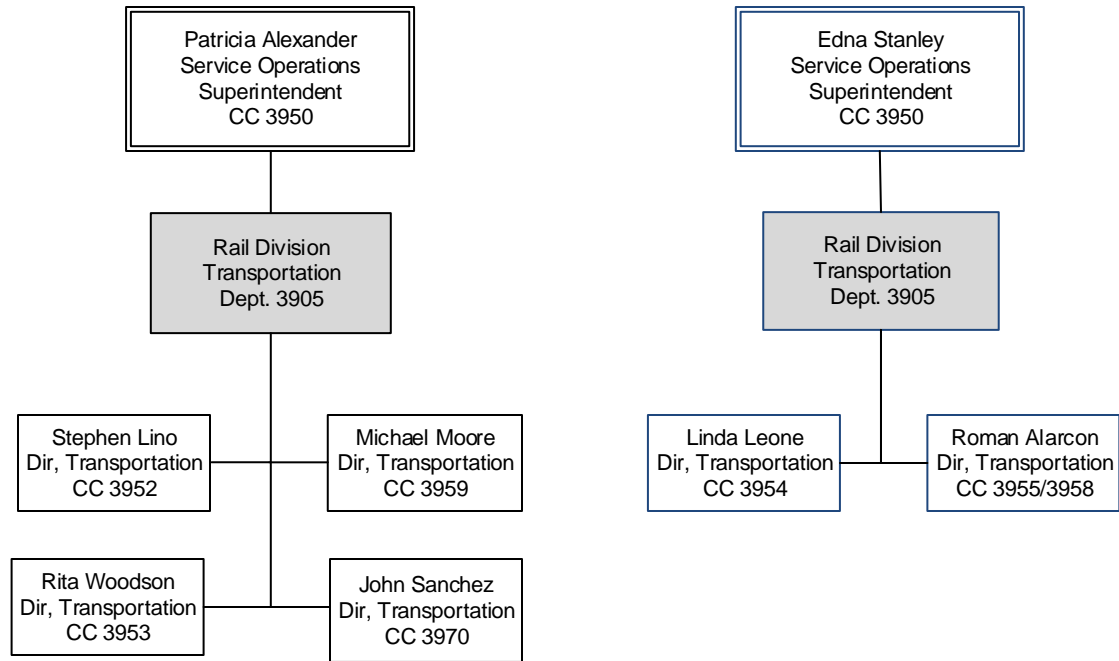 Patricia Alexander
Service Operations
Superintendent
CC 3950
Edna Stanley
Service Operations
Superintendent
CC 3950
Rail Division
Transportation
Dept. 3905
Rail Division
Transportation
Dept. 3905
Stephen Lino
Dir, Transportation
CC 3952
Michael Moore
Dir, Transportation
CC 3959
Linda Leone
Dir, Transportation
CC 3954
Roman Alarcon
Dir, Transportation
CC 3955/3958
Rita Woodson
Dir, Transportation
CC 3953
John Sanchez
Dir, Transportation
CC 3970